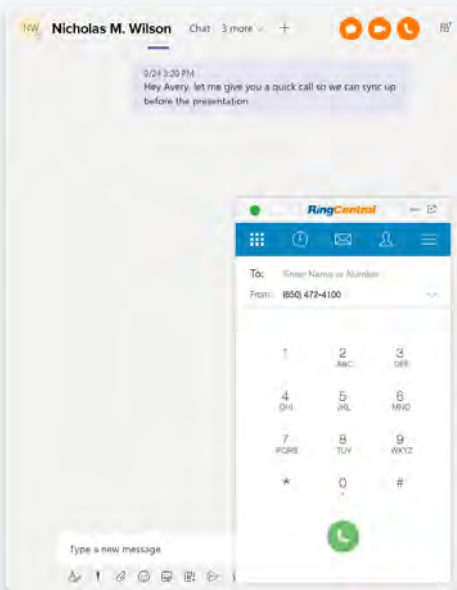 NW
Nicholas M. Wilson Chat 3 more +
9/24 3:20 PM
Hey Avery, let me give you a quick call so we can sync up
before the presentation
RingCentral
To: Enter Name or Number
From: (650) 472-4100
1 2 3
ABC DEF
4 5 6
GHI JKL MNO
7 8 9
PQRS TUV WXYZ
* 0 #
+
Type a new message